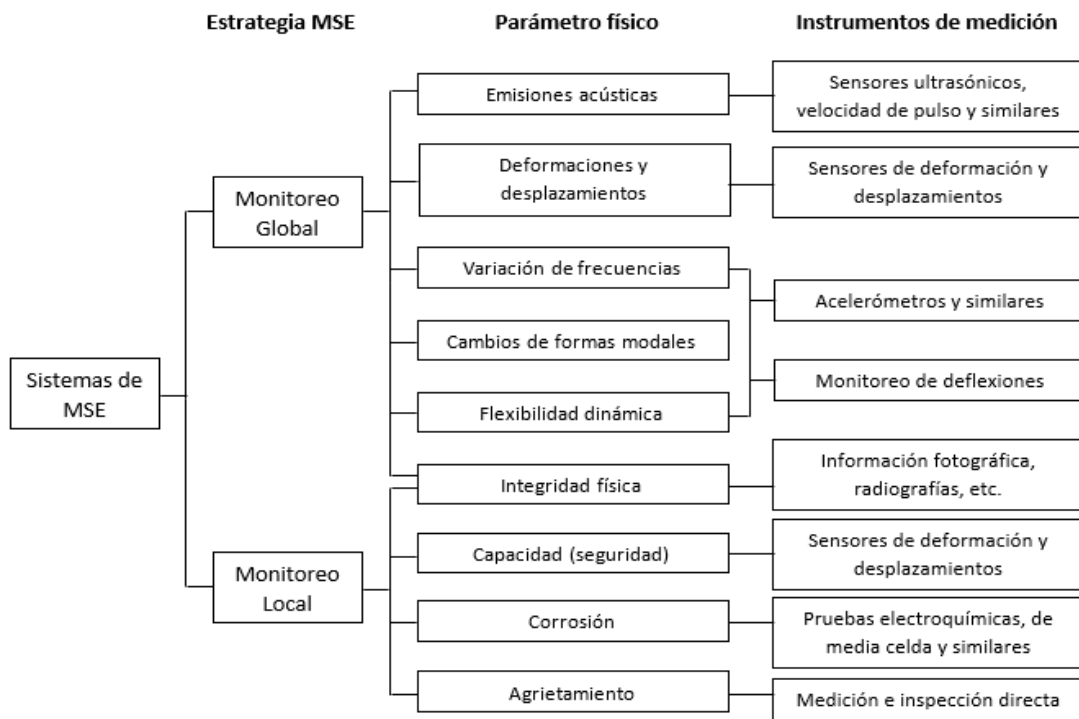 Estrategia MSE
Parámetro físico
Instrumentos de medición
Sistemas de
MSE
Monitoreo
Global
Monitoreo
Local
Emisiones acústicas
Deformaciones y
desplazamientos
Variación de frecuencias
Cambios de formas modales
Flexibilidad dinámica
Integridad física
Capacidad (seguridad)
Corrosión
Agrietamiento
Sensores ultrasónicos,
velocidad de pulso y similares
Sensores de deformación y
desplazamientos
Acelerómetros y similares
Monitoreo de deflexiones
Información fotográfica,
radiografías, etc.
Sensores de deformación y
desplazamientos
Pruebas electroquímicas, de
media celda y similares
Medición e inspección directa